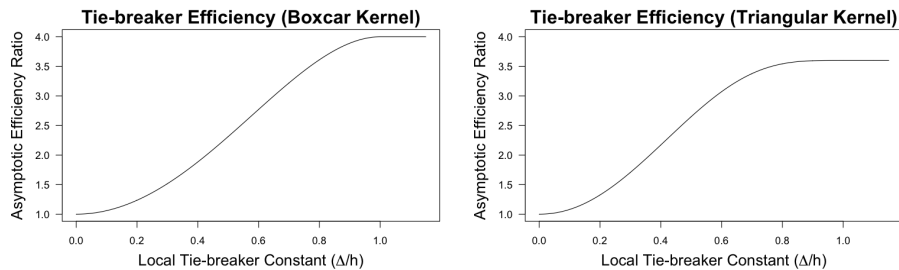 Tie-breaker Efficiency (Boxcar Kernel)
Asymptotic Efficiency Ratio
4.0
3.5
3.0
2.5
2.0
1.5
1.0
0.0 0.2 0.4 0.6 0.8 1.0
Local Tie-breaker Constant (Δ/h)
Tie-breaker Efficiency (Triangular Kernel)
Asymptotic Efficiency Ratio
4.0
3.5
3.0
2.5
2.0
1.5
1.0
0.0 0.2 0.4 0.6 0.8 1.0
Local Tie-breaker Constant (Δ/h)